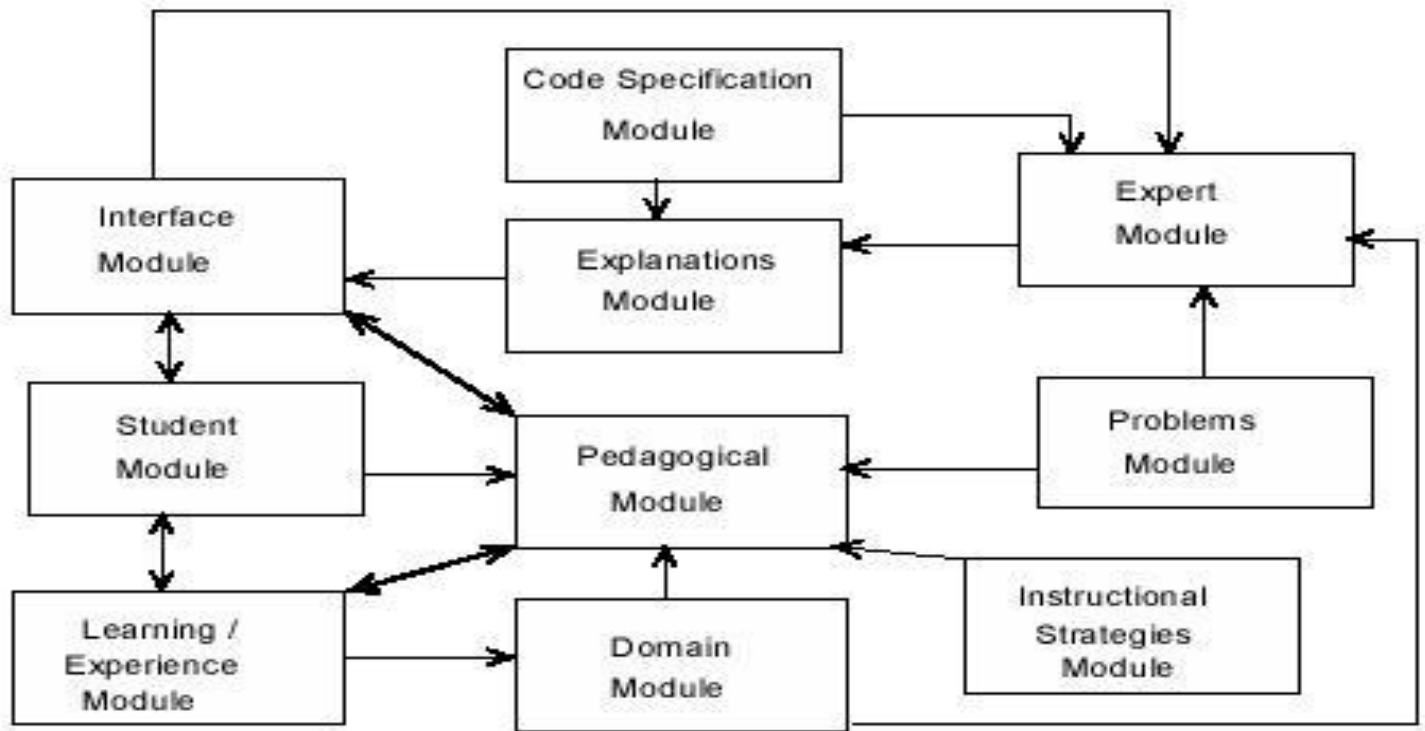 Code Specification
Module
Interface
Module
Expert
Module
Explanations
Module
Student
Module
Pedagogical
Module
Problems
Module
Learning /
Experience
Module
Domain
Module
Instructional
Strategies
Module